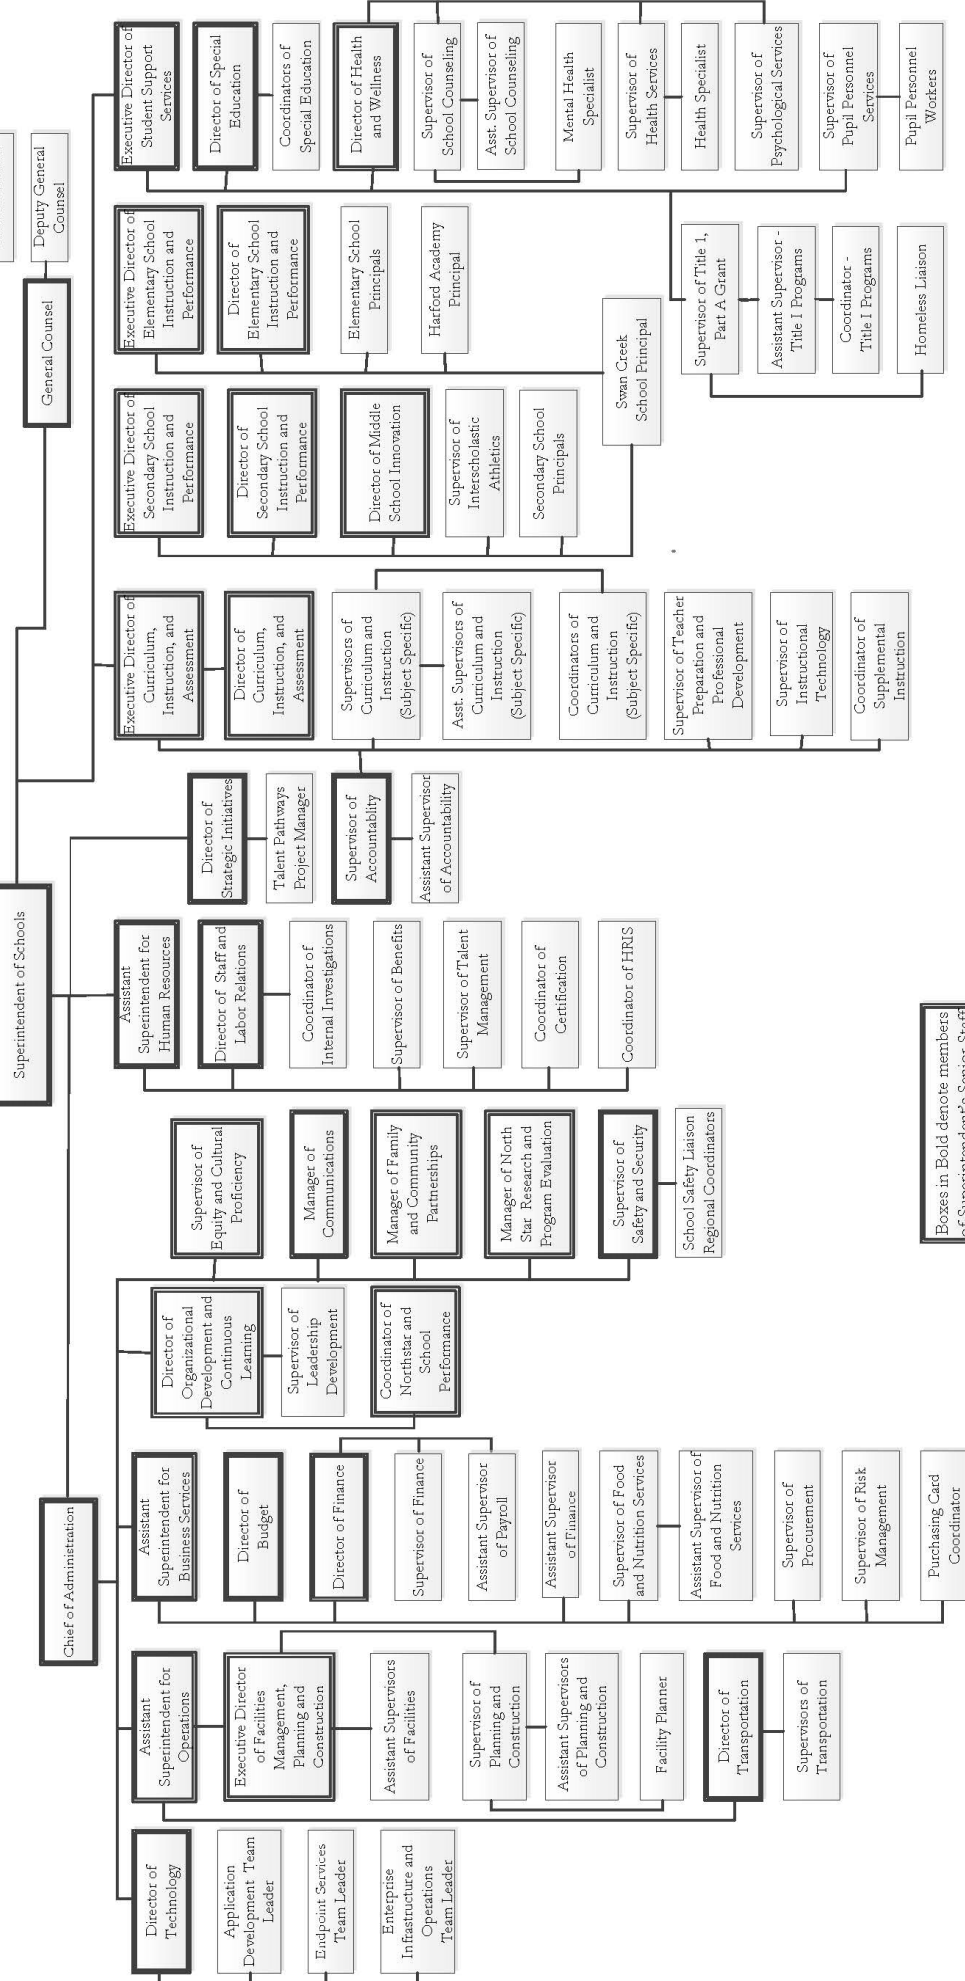 Superintendent of Schools
General Counsel
Deputy General
Counsel
Chief of Administration
Director of
Technology
Application
Development Team
Leader
Endpoint Services
Team Leader
Enterprise
Infrastructure and
Operations
Team Leader
Assistant
Superintendent for
Operations
Executive Director
of Facilities
Management,
Planning and
Construction
Assistant Supervisors
of Facilities
Supervisor of
Planning and
Construction
Assistant Supervisors
of Planning and
Construction
Facility Planner
Director of
Transportation
Supervisors of
Transportation
Assistant
Superintendent for
Business Services
Director of
Budget
Director of Finance
Supervisor of Finance
Assistant Supervisor
of Payroll
Assistant Supervisor
of Finance
Supervisor of Food
and Nutrition Services
Assistant Supervisor of
Food and Nutrition
Services
Supervisor of
Procurement
Supervisor of Risk
Management
Purchasing Card
Coordinator
Director of
Organizational
Development and
Continuous
Learning
Supervisor of
Leadership
Development
Coordinator of
Northstar and
School
Performance
Supervisor of
Equity and Cultural
Proficiency
Manager of
Communications
Manager of Family
and Community
Partnerships
Manager of North
Star Research and
Program Evaluation
Supervisor of
Safety and Security
School Safety Liaison
Regional Coordinators
Assistant
Superintendent for
Human Resources
Director of Staff and
Labor Relations
Coordinator of
Internal Investigations
Supervisor of Benefits
Supervisor of Talent
Management
Coordinator of
Certification
Coordinator of HRIS
Director of
Strategic Initiatives
Talent Pathways
Project Manager
Supervisor of
Accountablity
Assistant Supervisor
of Accountability
Executive Director of
Curriculum,
Instruction, and
Assessment
Director of
Curriculum,
Instruction, and
Assessment
Supervisors of
Curriculum and
Instruction
(Subject Specific)
Asst. Supervisors of
Curriculum and
Instruction
(Subject Specific)
Coordinators of
Curriculum and
Instruction
(Subject Specific)
Supervisor of Teacher
Preparation and
Professional
Development
Supervisor of
Instructional
Technology
Coordinator of
Supplemental
Instruction
Executive Director of
Secondary School
Instruction and
Performance
Director of
Secondary School
Instruction and
Performance
Director of Middle
School Innovation
Supervisor of
Interscholastic
Athletics
Secondary School
Principals
Swan Creek
School Principal
Executive Director of
Elementary School
Instruction and
Performance
Director of
Elementary School
Instruction and
Performance
Elementary School
Principals
Harford Academy
Principal
Supervisor of Title 1,
Part A Grant
Assistant Supervisor -
Title I Programs
Coordinator -
Title I Programs
Homeless Liaison
Executive Director of
Student Support
Services
Director of Special
Education
Coordinators of
Special Education
Director of Health
and Wellness
Supervisor of
School Counseling
Asst. Supervisor of
School Counseling
Mental Health
Specialist
Supervisor of
Health Services
Health Specialist
Supervisor of
Psychological Services
Supervisor of
Pupil Personnel
Services
Pupil Personnel
Workers
Boxes in Bold denote members
of Superintendent's Senior Staff